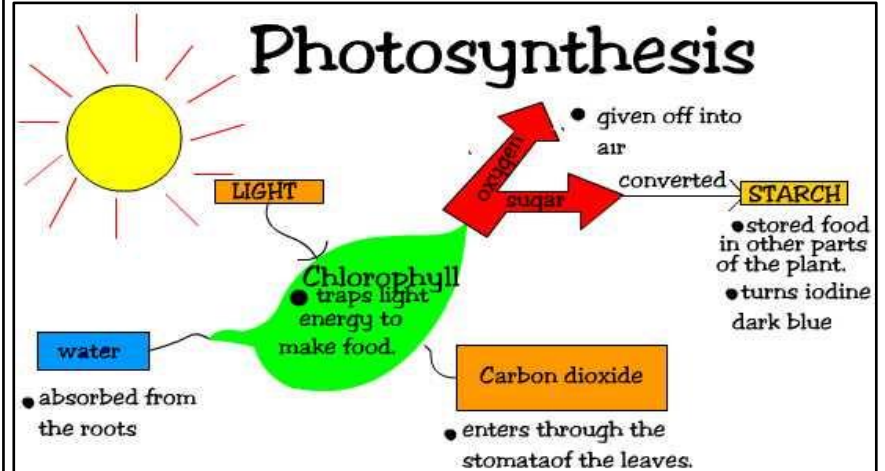 Photosynthesis
given off into
air
oxygen
sugar
converted
STARCH
stored food
in other parts
of the plant.
turns iodine
dark blue
LIGHT
Chlorophyll
traps light
energy to
make food.
water
absorbed from
the roots
Carbon dioxide
enters through the
stomataof the leaves.